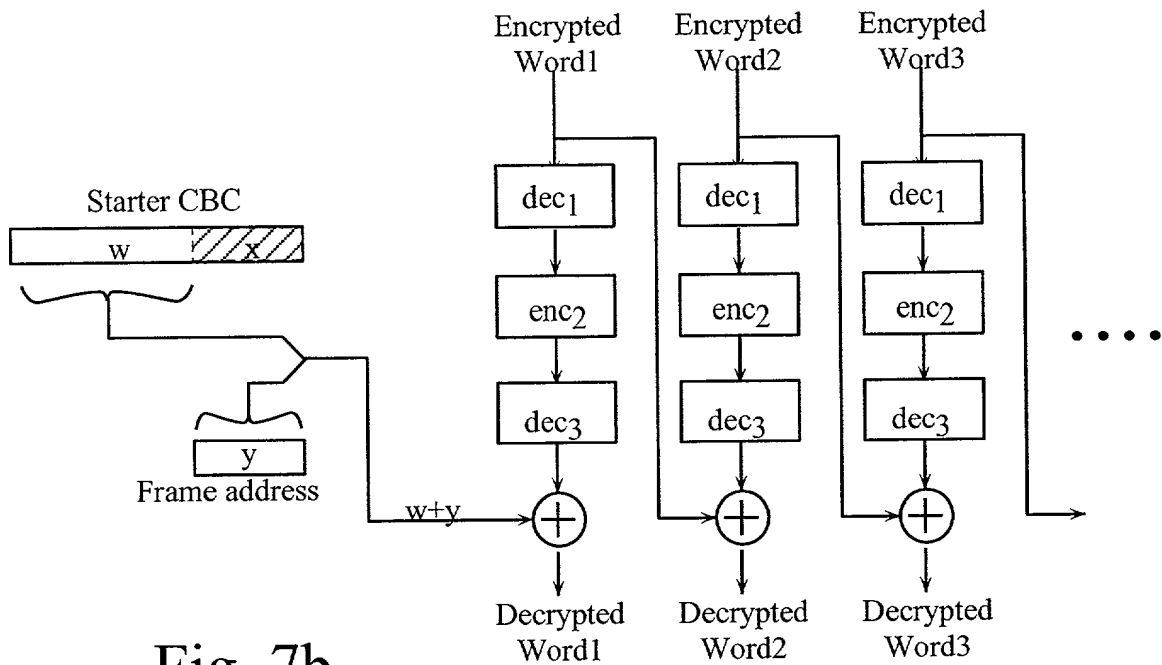 Encrypted
Word1
Encrypted
Word2
Encrypted
Word3
Starter CBC
w
x
dec1
dec1
dec1
enc2
enc2
enc2
dec3
dec3
dec3
y
Frame address
w+y
Decrypted
Word1
Decrypted
Word2
Decrypted
Word3
Fig. 7b